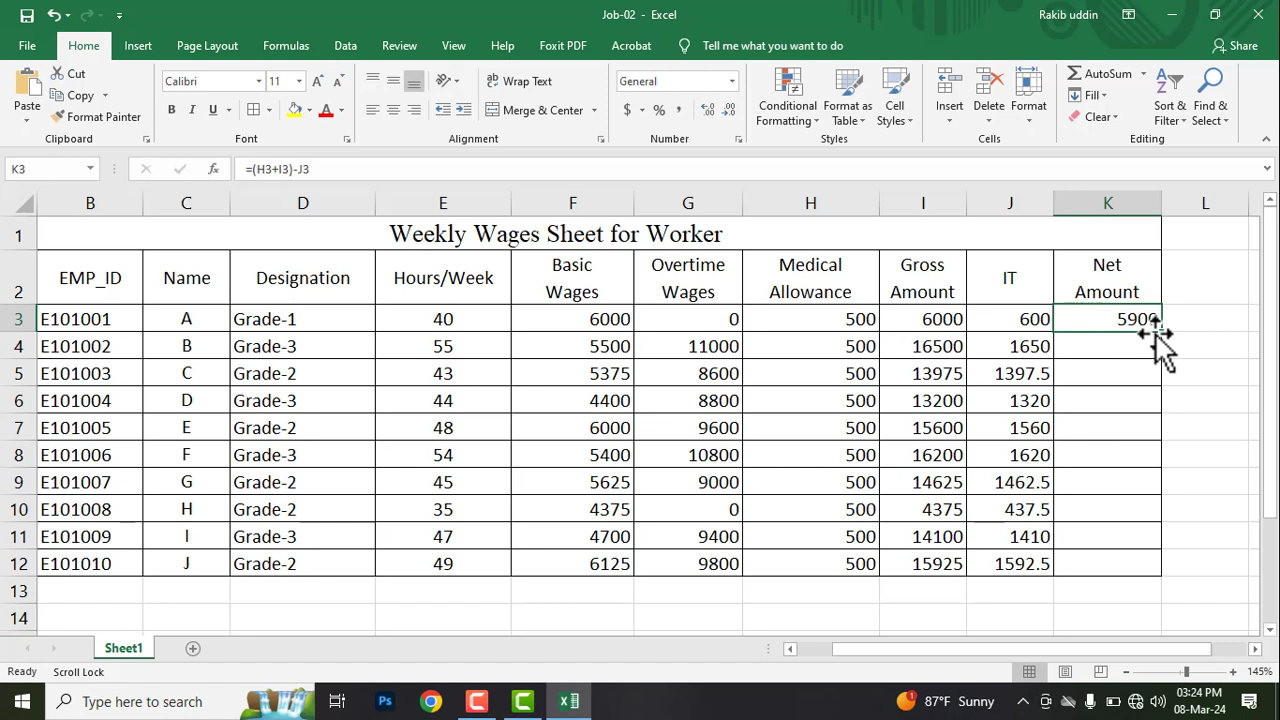 Job-02 - Excel
Rakib uddin
File Home Insert Page Layout Formulas Data Review View Help Foxit PDF Acrobat Tell me what you want to do Share
Paste
Cut
Copy
Format Painter
Clipboard
Calibri 11
B I U
Font
Wrap Text
Merge & Center
Alignment
General
$ % ,
Number
Conditional Formatting
Format as Table
Cell Styles
Styles
Insert Delete Format
Cells
AutoSum
Fill
Clear
Sort & Filter
Find & Select
Editing
K3 fx =(H3+I3)-J3
B C D E F G H I J K L
1 Weekly Wages Sheet for Worker
2 EMP_ID Name Designation Hours/Week Basic Wages Overtime Wages Medical Allowance Gross Amount IT Net Amount
3 E101001 A Grade-1 40 6000 0 500 6000 600 5900
4 E101002 B Grade-3 55 5500 11000 500 16500 1650
5 E101003 C Grade-2 43 5375 8600 500 13975 1397.5
6 E101004 D Grade-3 44 4400 8800 500 13200 1320
7 E101005 E Grade-2 48 6000 9600 500 15600 1560
8 E101006 F Grade-3 54 5400 10800 500 16200 1620
9 E101007 G Grade-2 45 5625 9000 500 14625 1462.5
10 E101008 H Grade-2 35 4375 0 500 4375 437.5
11 E101009 I Grade-3 47 4700 9400 500 14100 1410
12 E101010 J Grade-2 49 6125 9800 500 15925 1592.5
13
14
Sheet1
Ready Scroll Lock 145%
Type here to search
Ps
87°F Sunny
03:24 PM
08-Mar-24